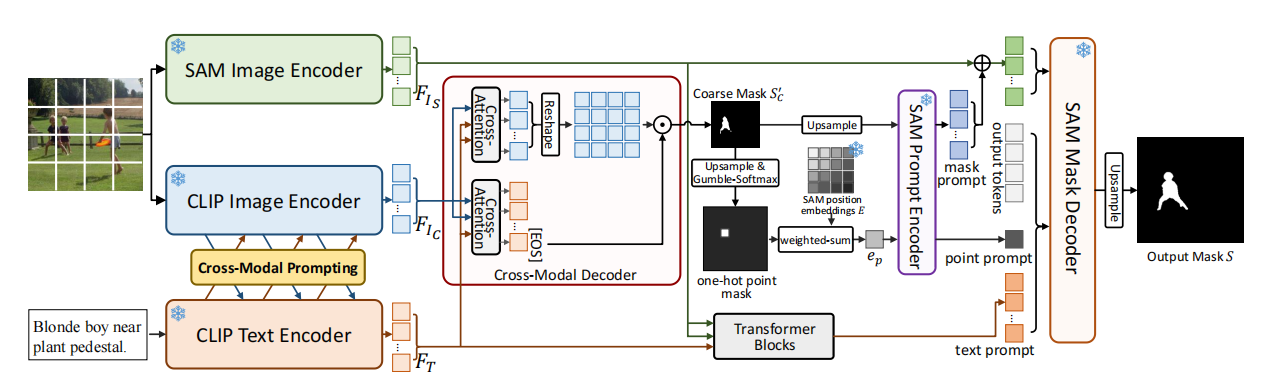 SAM Image Encoder
F_{I_S}
CLIP Image Encoder
F_{I_C}
Cross-Modal Prompting
Blonde boy near
plant pedestal.
CLIP Text Encoder
F_T
Cross-
Attention
Reshape
Cross-
Attention
[EOS]
Cross-Modal Decoder
Coarse Mask S'_C
Upsample
Upsample &
Gumble-Softmax
SAM position
embeddings E
one-hot point
mask
weighted-sum
e_p
SAM Prompt Encoder
mask
prompt
output tokens
point prompt
Transformer
Blocks
text prompt
SAM Mask Decoder
Upsample
Output Mask S